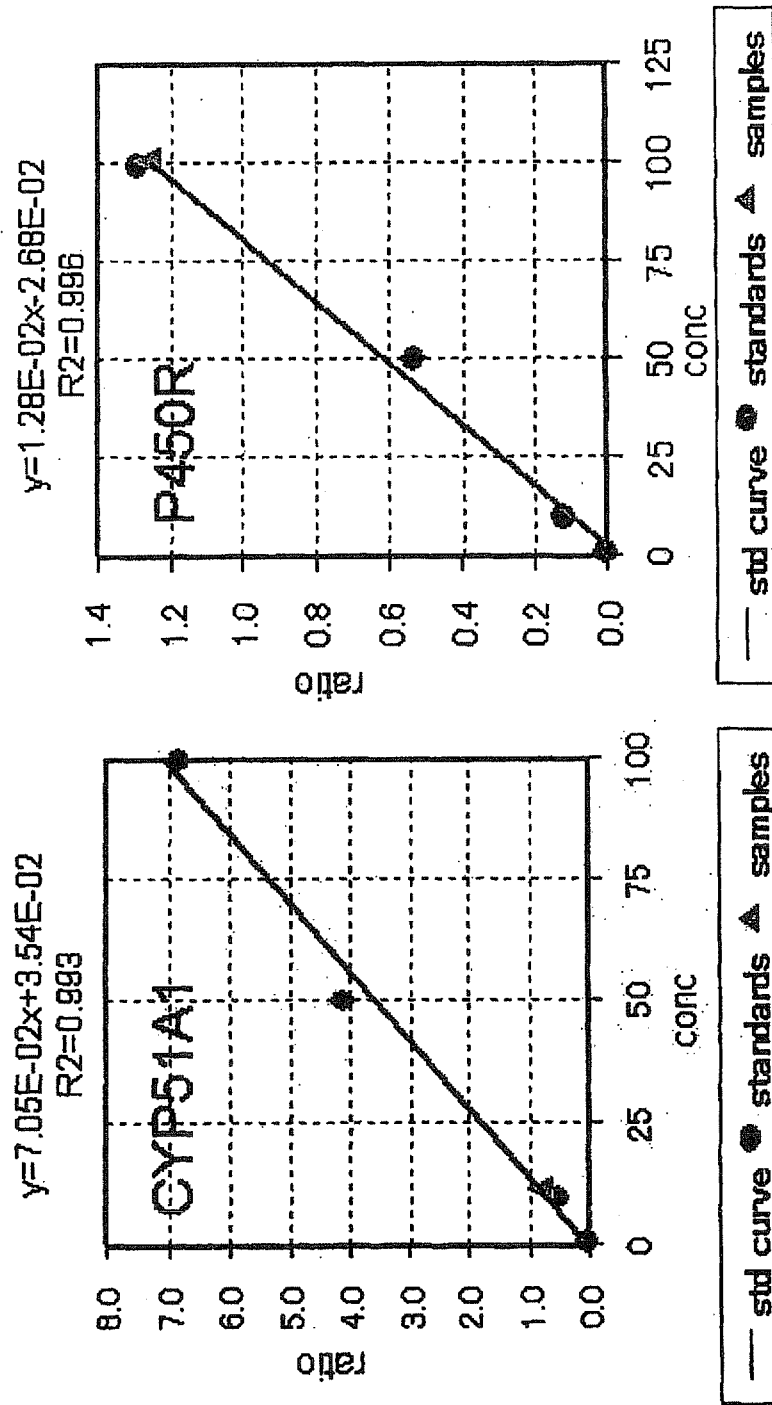 y=7.05E-02x+3.54E-02
R2=0.993
CYP51A1
8.0
7.0
6.0
5.0
4.0
3.0
2.0
1.0
0.0
ratio
0
25
50
75
100
conc
std curve standards samples
y=1.28E-02x-2.68E-02
R2=0.996
P450R
1.4
1.2
1.0
0.8
0.6
0.4
0.2
0.0
ratio
0
25
50
75
100
125
conc
std curve standards samples